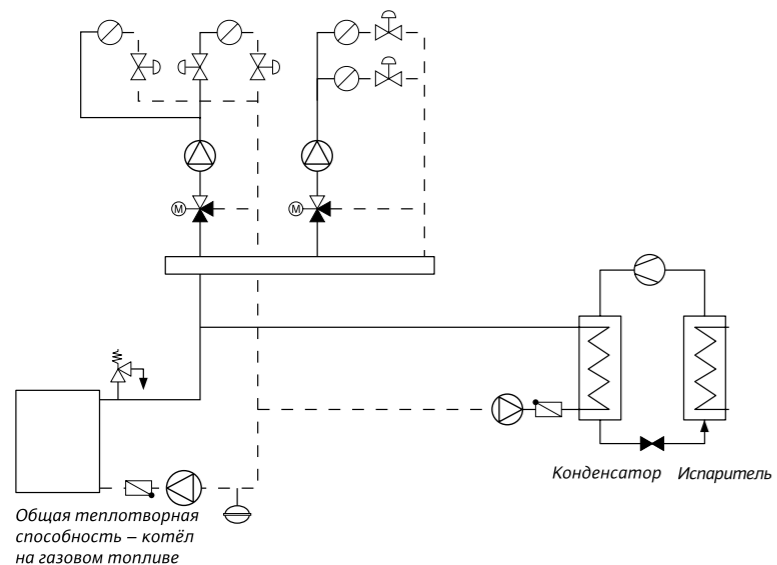 M
M
Конденсатор
Испаритель
Общая теплотворная
способность – котёл
на газовом топливе